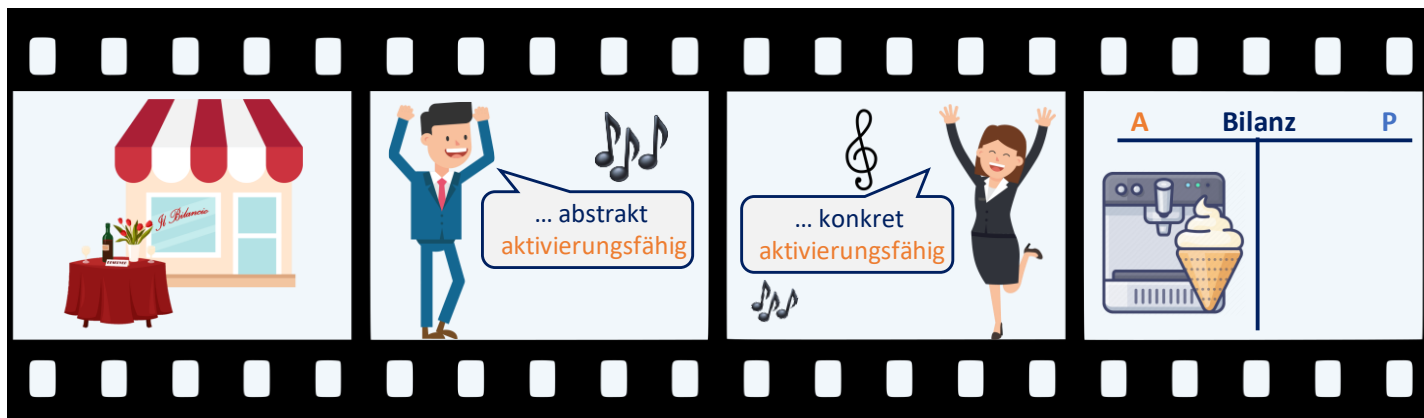 Il Bilancio
... abstrakt
aktivierungsfähig
... konkret
aktivierungsfähig
A Bilanz P